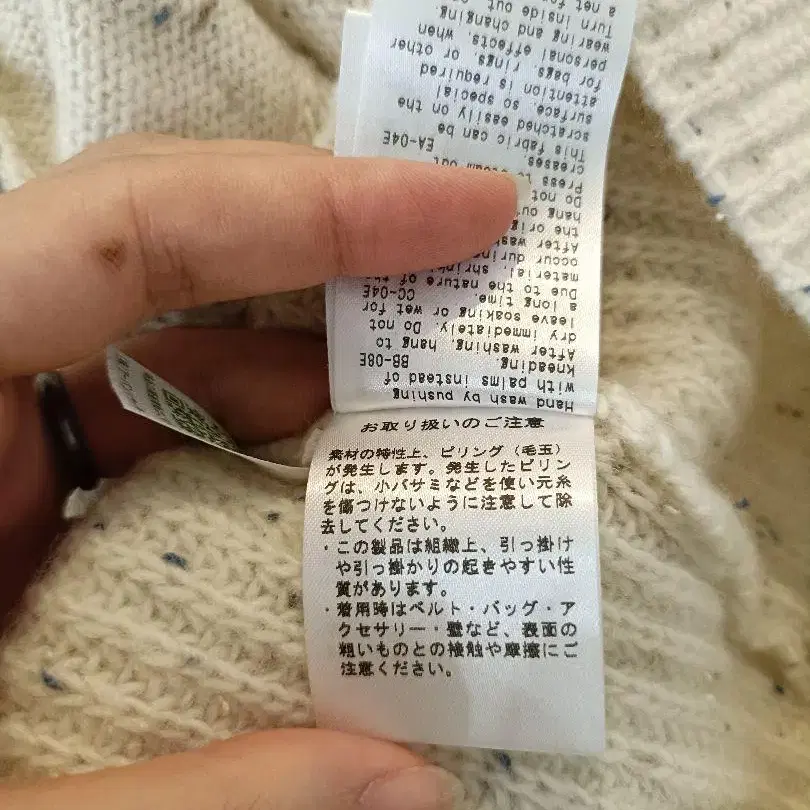 Hand wash by pushing
with palms instead of
kneading. BB-08E
After washing, hang to
dry immediately. Do not
leave soaking or wet for
a long time. CC-04E
Due to the nature of
material,
occur during
After
the
hang
Do not
Press to out
creases. EA-04E
This fabric can be
scratched easily on the
surface, so special
attention is required
for bags, rings, or other
personal effects, when
wearing and changing.
Turn inside out
a net for
お取り扱いのご注意
素材の特性上、ピリング（毛玉）
が発生します。発生したピリン
グは、小バサミなどを使い元糸
を傷つけないように注意して除
去してください。
・この製品は組織上、引っ掛け
や引っ掛かりの起きやすい性
質があります。
・着用時はベルト・バッグ・ア
クセサリー・壁など、表面の
粗いものとの接触や摩擦にご
注意ください。